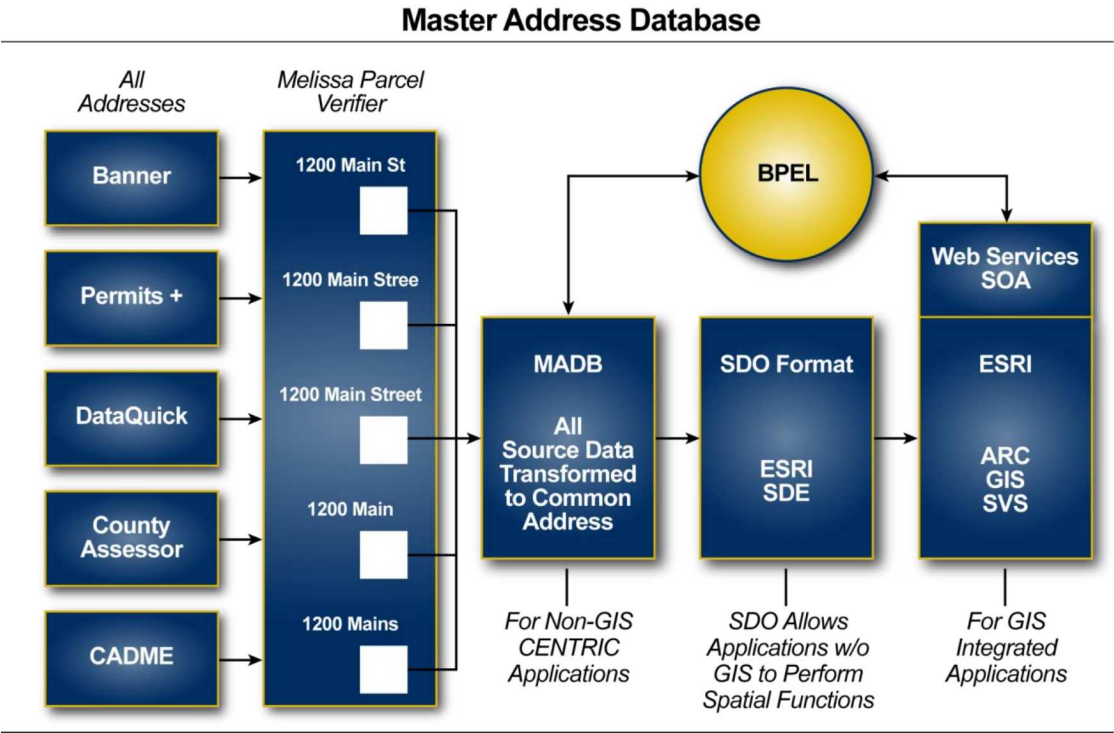 Master Address Database
All
Addresses
Melissa Parcel
Verifier
Banner
Permits +
DataQuick
County
Assessor
CADME
1200 Main St
1200 Main Stree
1200 Main Street
1200 Main
1200 Mains
BPEL
MADB
All
Source Data
Transformed
to Common
Address
SDO Format
ESRI
SDE
Web Services
SOA
ESRI
ARC
GIS
SVS
For Non-GIS
CENTRIC
Applications
SDO Allows
Applications w/o
GIS to Perform
Spatial Functions
For GIS
Integrated
Applications